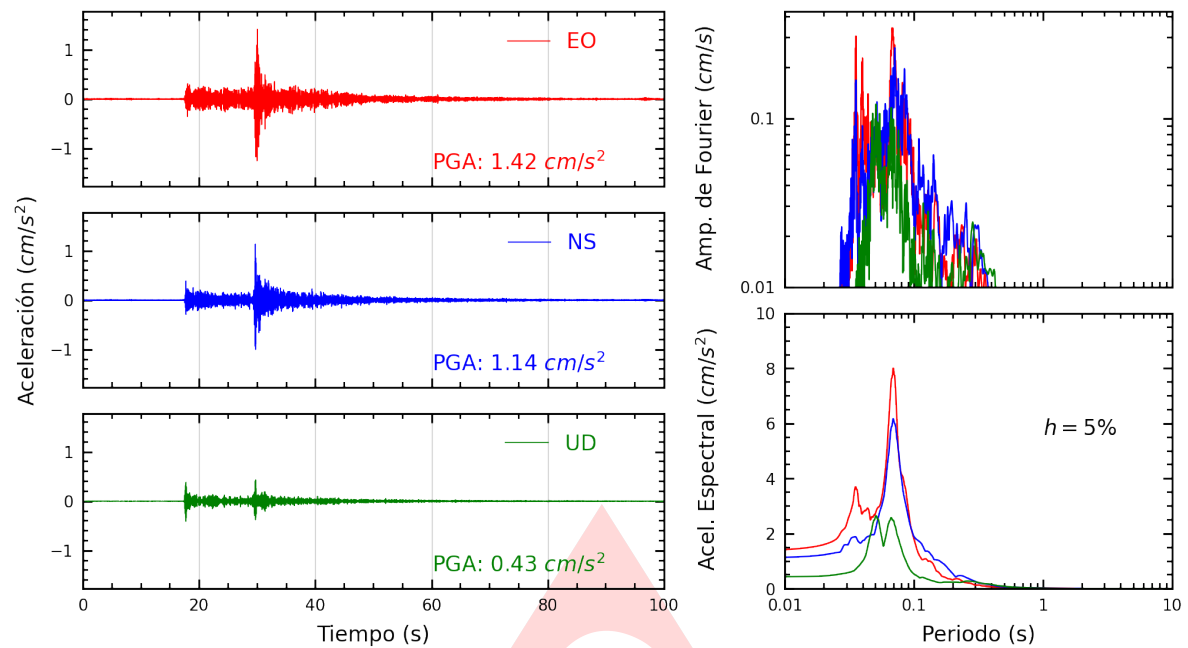 Aceleración (cm/s²)
1
0
−1
EO
PGA: 1.42 cm/s²
1
0
−1
NS
PGA: 1.14 cm/s²
1
0
−1
UD
PGA: 0.43 cm/s²
0 20 40 60 80 100
Tiempo (s)
Amp. de Fourier (cm/s)
0.1
0.01
Acel. Espectral (cm/s²)
10
8
6
4
2
0
h = 5%
0.01 0.1 1 10
Periodo (s)